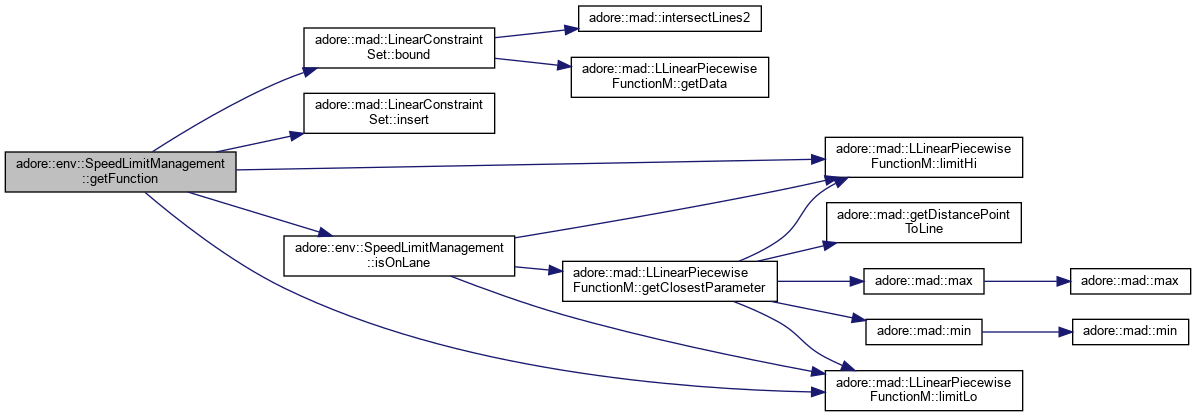 adore::mad::intersectLines2
adore::mad::LinearConstraint
Set::bound
adore::mad::LLinearPiecewise
FunctionM::getData
adore::mad::LinearConstraint
Set::insert
adore::env::SpeedLimitManagement
::getFunction
adore::mad::LLinearPiecewise
FunctionM::limitHi
adore::mad::getDistancePoint
ToLine
adore::env::SpeedLimitManagement
::isOnLane
adore::mad::LLinearPiecewise
FunctionM::getClosestParameter
adore::mad::max
adore::mad::max
adore::mad::min
adore::mad::min
adore::mad::LLinearPiecewise
FunctionM::limitLo